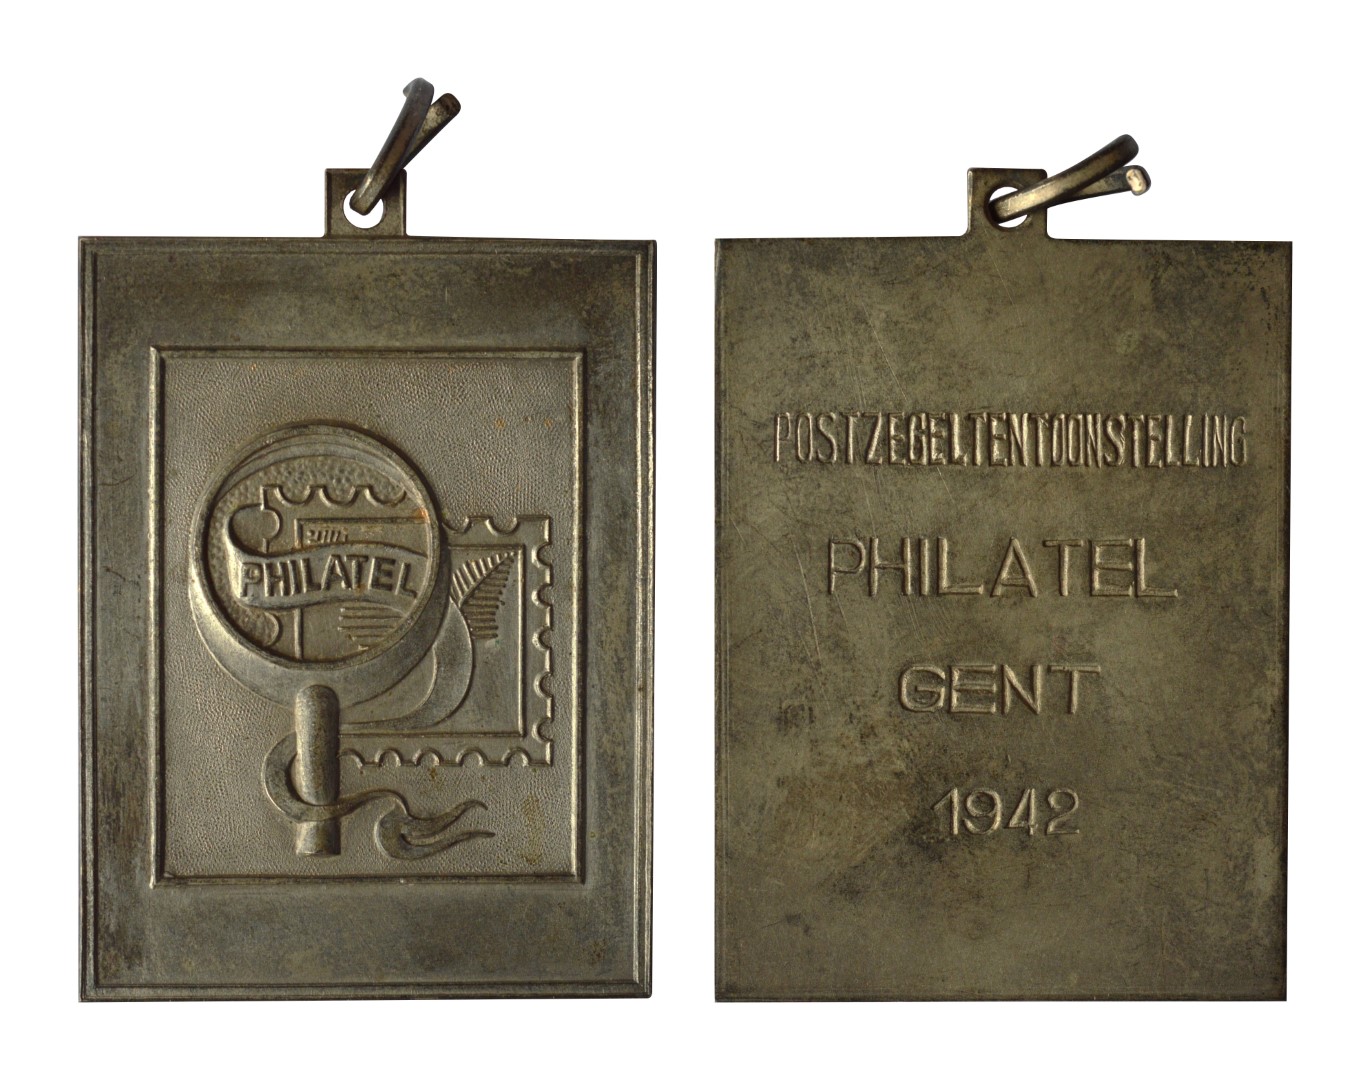 PHILATEL
POSTZEGELTENTOONSTELLING
PHILATEL
GENT
1942